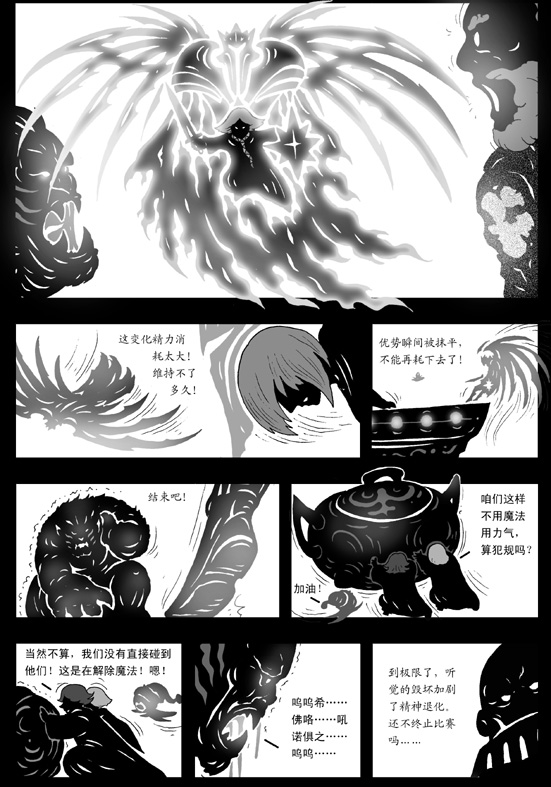 这变化精力消
耗太大！
维持不了
多久！
优势瞬间被抹平，
不能再耗下去了！
结束吧！
咱们这样
不用魔法
用力气，
算犯规吗？
加油！
当然不算，我们没有直接碰到
他们！这是在解除魔法！嗯！
呜呜希……
佛咯……吼
诺俱之……
呜呜……
到极限了，听
觉的毁坏加剧
了精神退化。
还不终止比赛
吗……